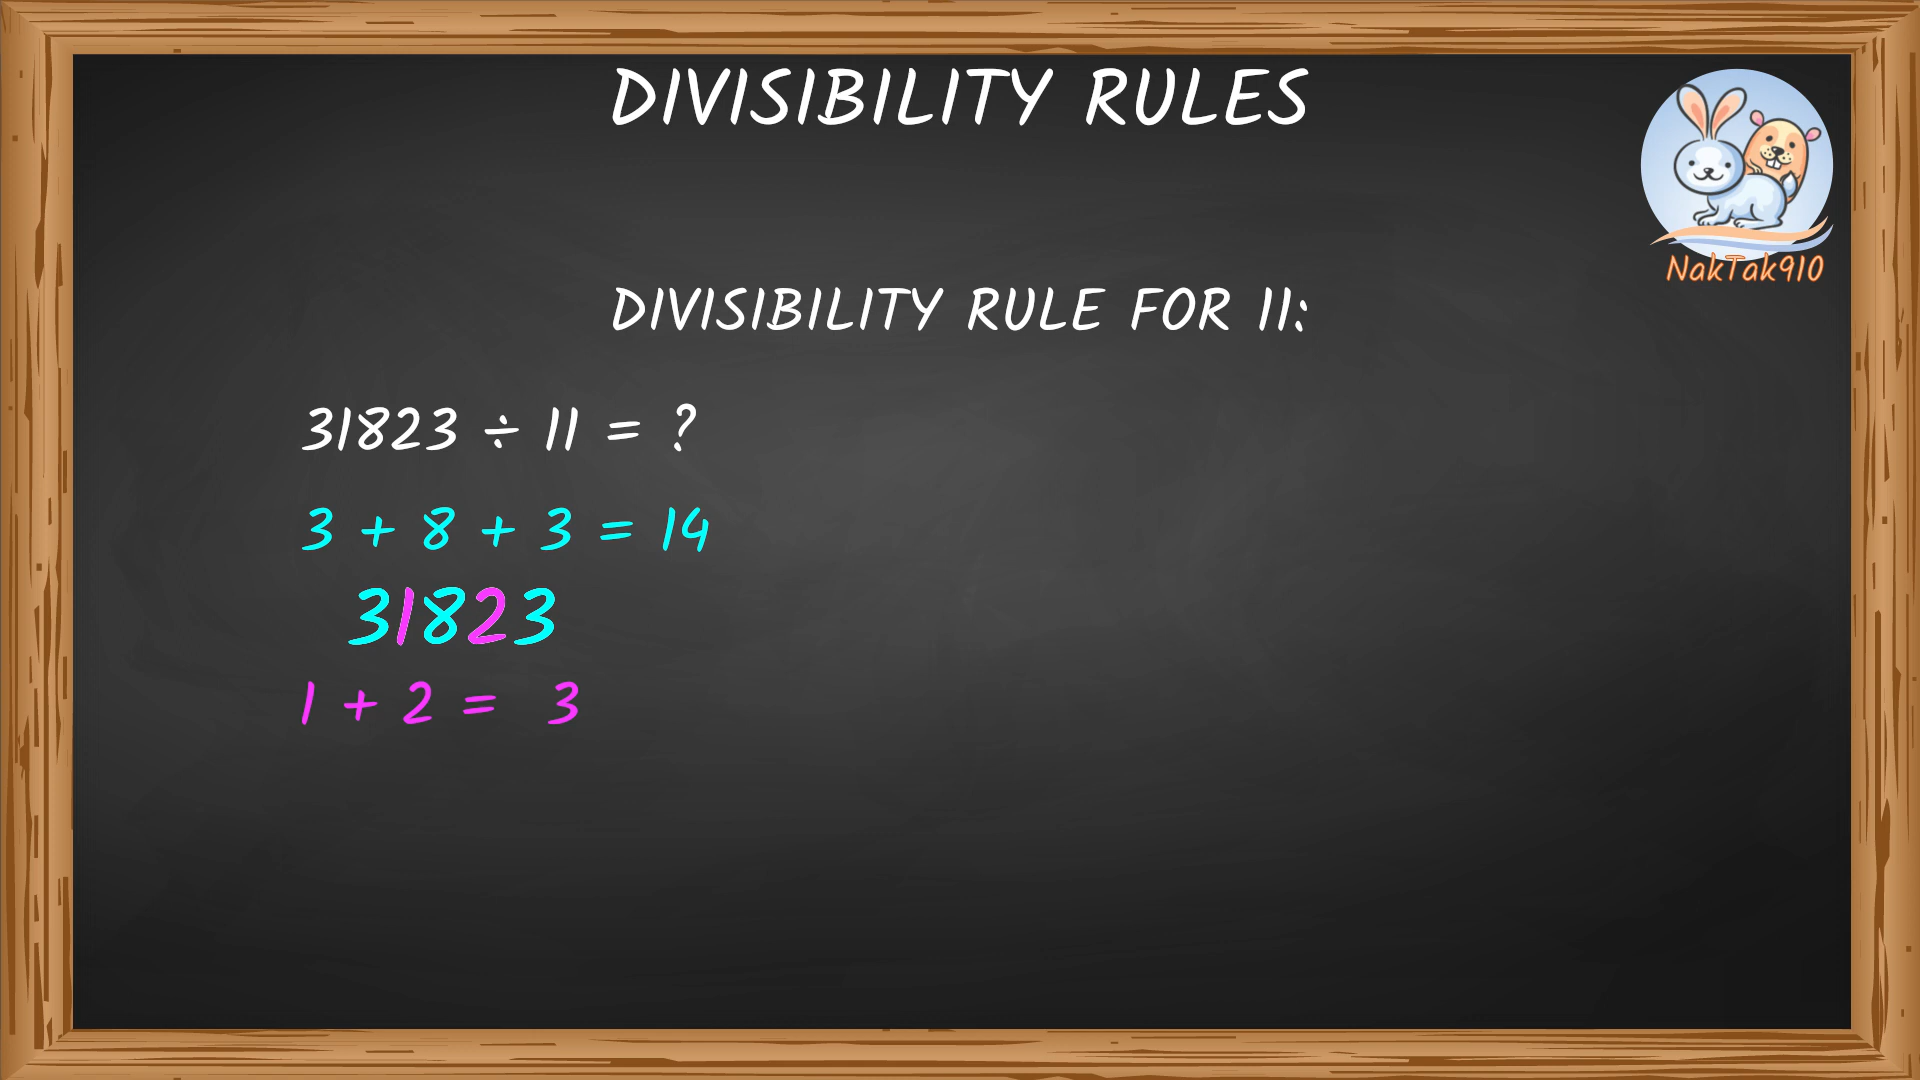 DIVISIBILITY RULES
NakTak910
DIVISIBILITY RULE FOR 11:
31823 ÷ 11 = ?
3 + 8 + 3 = 14
31823
1 + 2 = 3